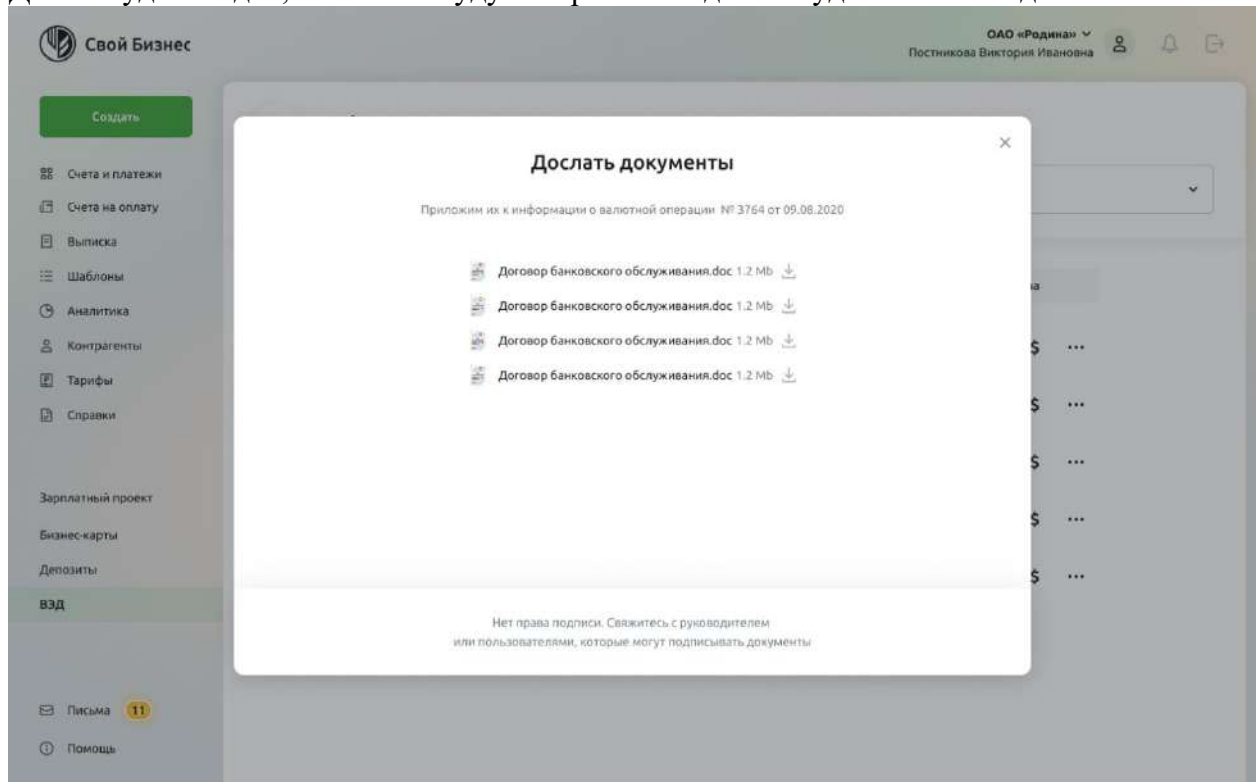 Свой Бизнес
ОАО «Родина»
Постникова Виктория Ивановна
Создать
Счета и платежи
Счета на оплату
Выписка
Шаблоны
Аналитика
Контрагенты
Тарифы
Справки
Зарплатный проект
Бизнес-карты
Депозиты
ВЭД
Письма 11
Помощь
Дослать документы
Приложим их к информации о валютной операции № 3764 от 09.08.2020
Договор банковского обслуживания.doc 1.2 Mb
Договор банковского обслуживания.doc 1.2 Mb
Договор банковского обслуживания.doc 1.2 Mb
Договор банковского обслуживания.doc 1.2 Mb
Нет права подписи. Свяжитесь с руководителем
или пользователями, которые могут подписывать документы
$
$
$
$
$